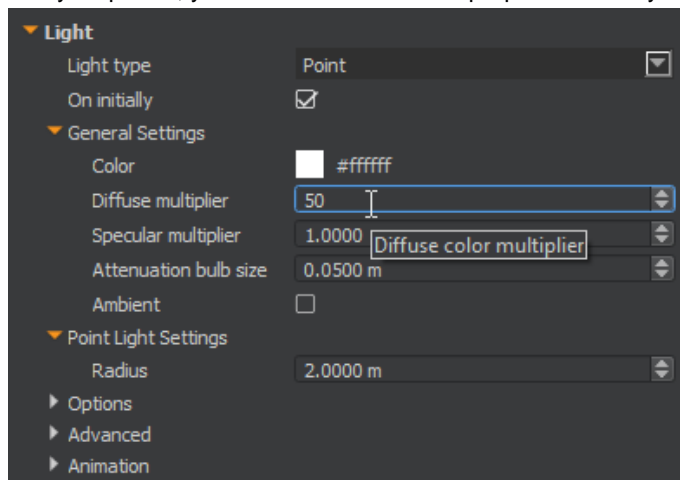 Light
Light type Point
On initially
General Settings
Color #ffffff
Diffuse multiplier 50
Specular multiplier 1.0000
Diffuse color multiplier
Attenuation bulb size 0.0500 m
Ambient
Point Light Settings
Radius 2.0000 m
Options
Advanced
Animation